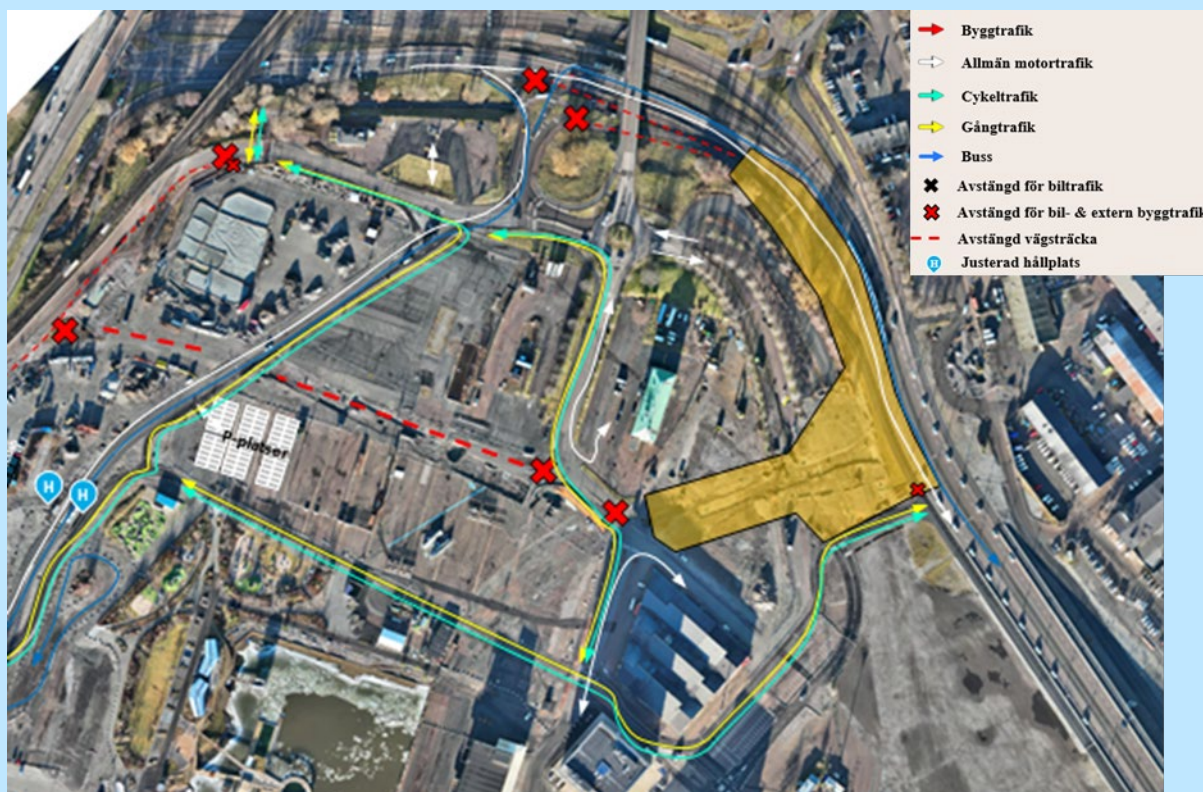 Byggtrafik
Allmän motortrafik
Cykeltrafik
Gångtrafik
Buss
Avstängd för biltrafik
Avstängd för bil- & extern byggtrafik
Avstängd vägsträcka
Justerad hållplats
P-platser
H
H
H